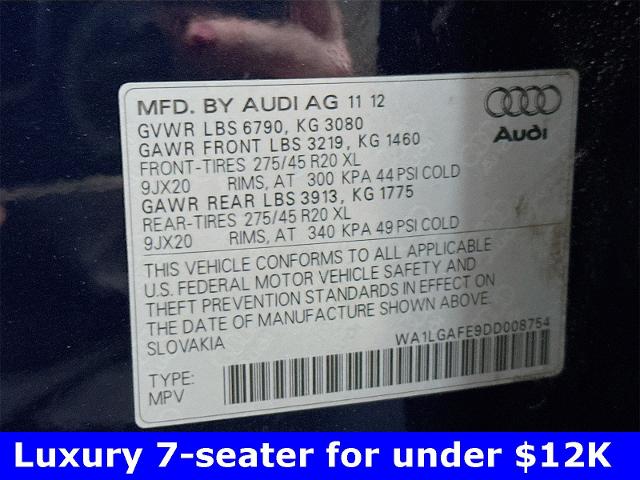 MFD. BY AUDI AG 11 12
GVWR LBS 6790, KG 3080
GAWR FRONT LBS 3219, KG 1460
FRONT-TIRES 275/45 R20 XL
9JX20 RIMS, AT 300 KPA 44 PSI COLD
GAWR REAR LBS 3913, KG 1775
REAR-TIRES 275/45 R20 XL
9JX20 RIMS, AT 340 KPA 49 PSI COLD
Audi
THIS VEHICLE CONFORMS TO ALL APPLICABLE
U.S. FEDERAL MOTOR VEHICLE SAFETY AND
THEFT PREVENTION STANDARDS IN EFFECT ON
THE DATE OF MANUFACTURE SHOWN ABOVE.
SLOVAKIA
WA1LGAFE9DD008754
TYPE:
MPV
Luxury 7-seater for under $12K